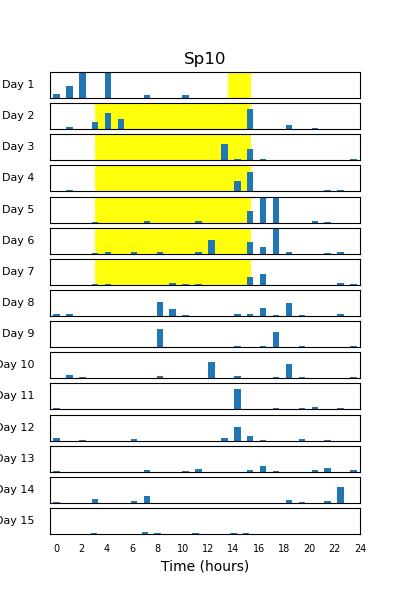 Sp10
Day 1
Day 2
Day 3
Day 4
Day 5
Day 6
Day 7
Day 8
Day 9
Day 10
Day 11
Day 12
Day 13
Day 14
Day 15
0 2 4 6 8 10 12 14 16 18 20 22 24
Time (hours)